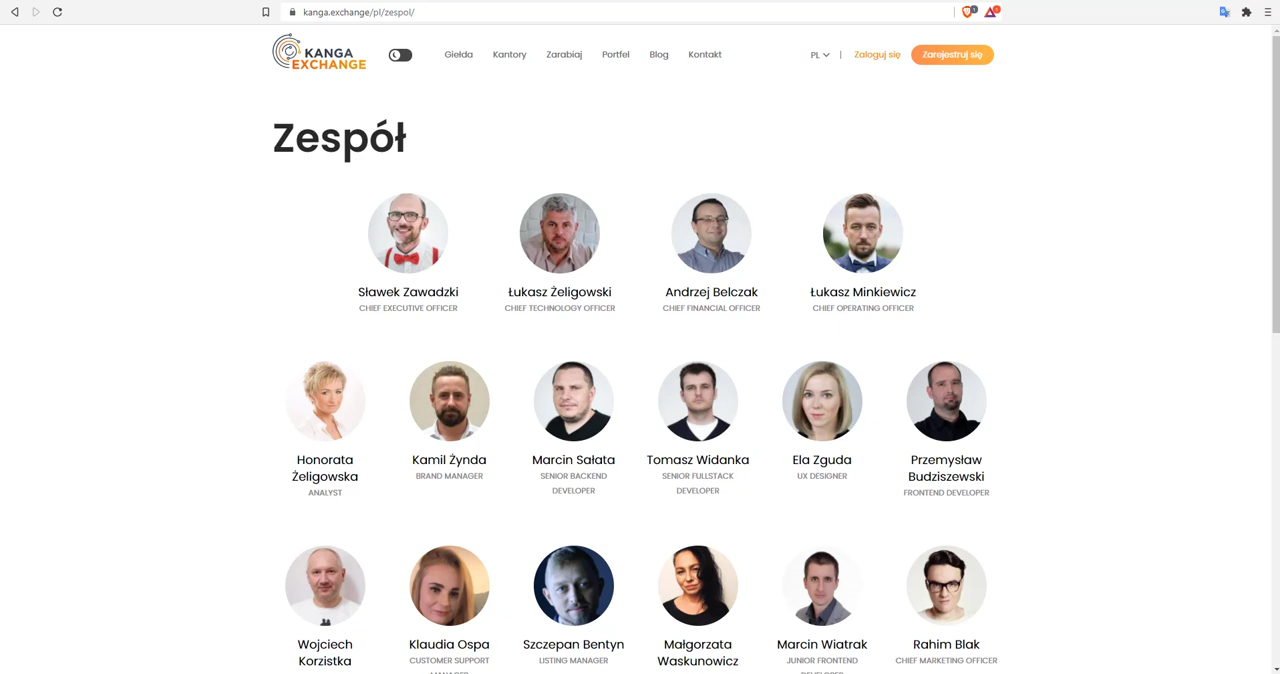 kanga.exchange/pl/zespol/
1
1
KANGA
EXCHANGE
Giełda
Kantory
Zarabiaj
Portfel
Blog
Kontakt
PL
|
Zaloguj się
Zarejestruj się
Zespół
Sławek Zawadzki
CHIEF EXECUTIVE OFFICER
Łukasz Żeligowski
CHIEF TECHNOLOGY OFFICER
Andrzej Belczak
CHIEF FINANCIAL OFFICER
Łukasz Minkiewicz
CHIEF OPERATING OFFICER
Honorata
Żeligowska
ANALYST
Kamil Żynda
BRAND MANAGER
Marcin Sałata
SENIOR BACKEND
DEVELOPER
Tomasz Widanka
SENIOR FULLSTACK
DEVELOPER
Ela Zguda
UX DESIGNER
Przemysław
Budziszewski
FRONTEND DEVELOPER
Wojciech
Korzistka
Klaudia Ospa
CUSTOMER SUPPORT
MANAGER
Szczepan Bentyn
LISTING MANAGER
Małgorzata
Waskunowicz
Marcin Wiatrak
JUNIOR FRONTEND
DEVELOPER
Rahim Blak
CHIEF MARKETING OFFICER